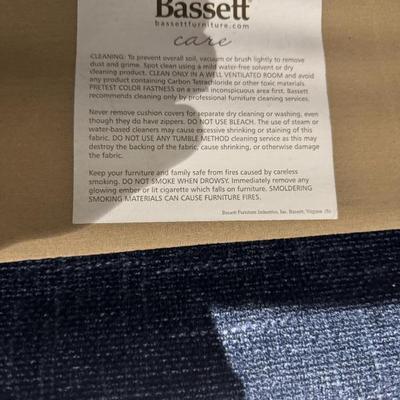 Bassett
bassettfurniture.com
care
CLEANING: To prevent overall soil, vacuum or brush lightly to remove
dust and grime. Spot clean using a mild water-free solvent or dry
cleaning product. CLEAN ONLY IN A WELL VENTILATED ROOM and avoid
any product containing Carbon Tetrachloride or other toxic materials.
PRETEST COLOR FASTNESS on a small inconspicuous area first. Bassett
recommends cleaning only by professional furniture cleaning services.
Never remove cushion covers for separate dry cleaning or washing, even
though they do have zippers. DO NOT USE BLEACH. The use of steam or
water-based cleaners may cause excessive shrinking or staining of this
fabric. DO NOT USE ANY TUMBLE METHOD cleaning service as this may
destroy the backing of the fabric, cause shrinking, or otherwise damage
the fabric.
Keep your furniture and family safe from fires caused by careless
smoking. DO NOT SMOKE WHEN DROWSY. Immediately remove any
glowing ember or lit cigarette which falls on furniture. SMOLDERING
SMOKING MATERIALS CAN CAUSE FURNITURE FIRES.
Bassett Furniture Industries, Inc. Bassett, Virginia